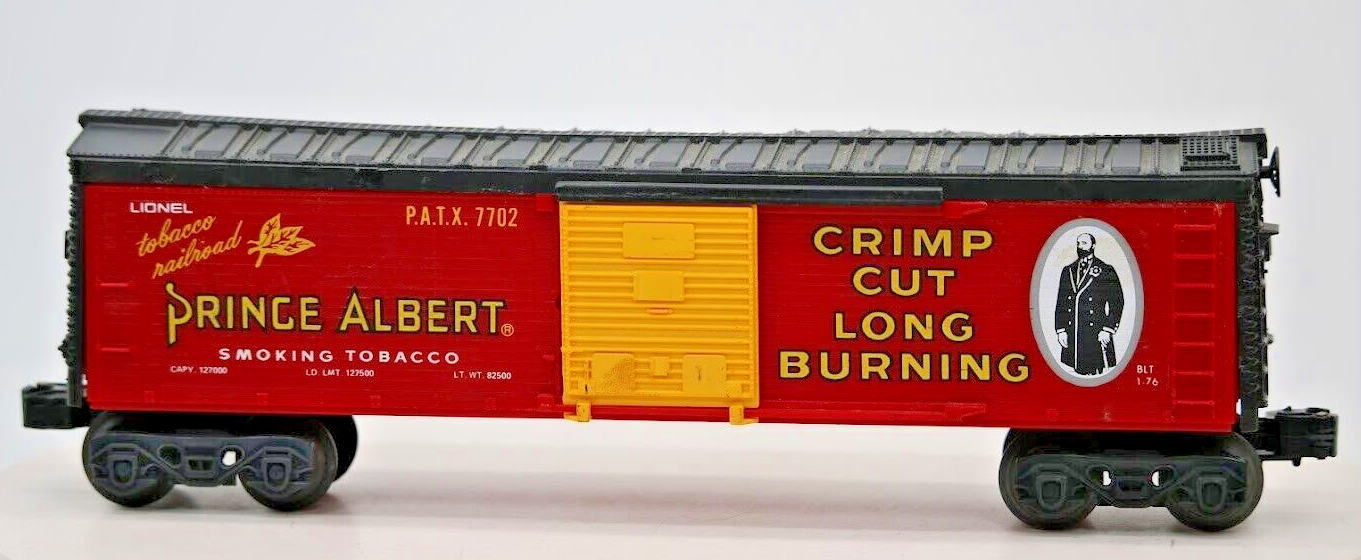 LIONEL
tobacco
railroad
P.A.T.X. 7702
PRINCE ALBERT®
SMOKING TOBACCO
CAPY. 127000 LD. LMT. 127500 LT. WT. 82500
CRIMP
CUT
LONG
BURNING
BLT
1-76